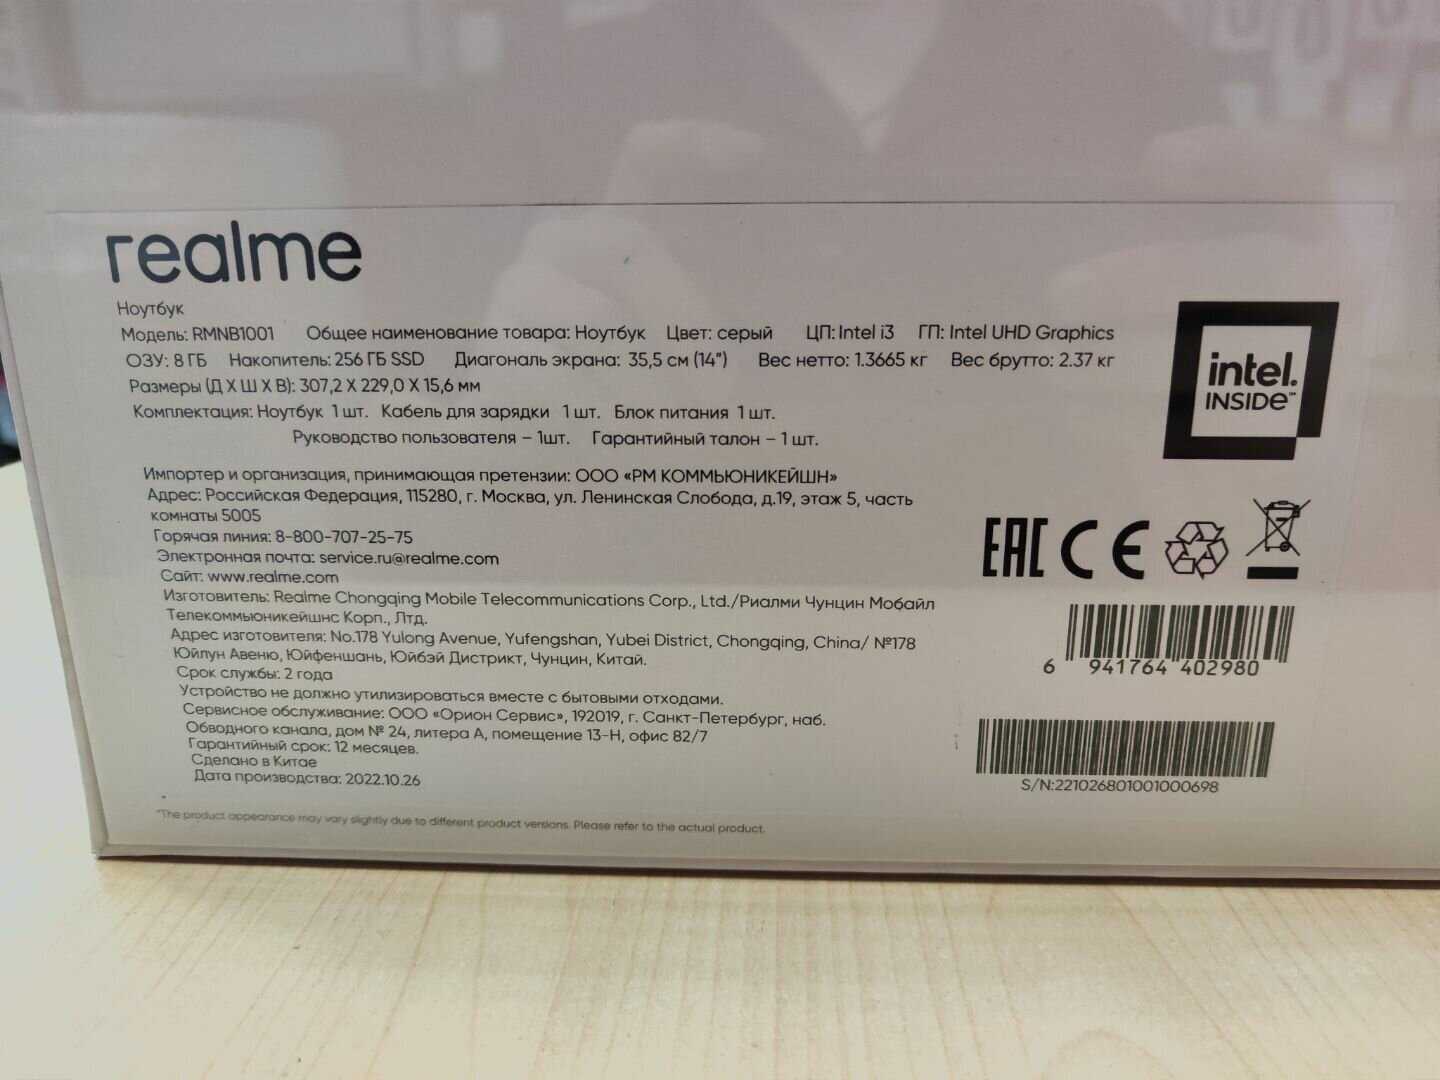 realme
Ноутбук
Модель: RMNB1001 Общее наименование товара: Ноутбук Цвет: серый ЦП: Intel i3 ГП: Intel UHD Graphics
ОЗУ: 8 ГБ Накопитель: 256 ГБ SSD Диагональ экрана: 35,5 см (14") Вес нетто: 1.3665 кг Вес брутто: 2.37 кг
Размеры (Д X Ш X В): 307,2 X 229,0 X 15,6 мм
Комплектация: Ноутбук 1 шт. Кабель для зарядки 1 шт. Блок питания 1 шт.
Руководство пользователя – 1шт. Гарантийный талон – 1 шт.
intel.
INSIDE™
Импортер и организация, принимающая претензии: ООО «РМ КОММЬЮНИКЕЙШН»
Адрес: Российская Федерация, 115280, г. Москва, ул. Ленинская Слобода, д.19, этаж 5, часть
комнаты 5005
Горячая линия: 8-800-707-25-75
Электронная почта: service.ru@realme.com
Сайт: www.realme.com
Изготовитель: Realme Chongqing Mobile Telecommunications Corp., Ltd./Риалми Чунцин Мобайл
Телекоммьюникейшнс Корп., Лтд.
Адрес изготовителя: No.178 Yulong Avenue, Yufengshan, Yubei District, Chongqing, China/ №178
Юйлун Авеню, Юйфеншань, Юйбэй Дистрикт, Чунцин, Китай.
Срок службы: 2 года
Устройство не должно утилизироваться вместе с бытовыми отходами.
Сервисное обслуживание: ООО «Орион Сервис», 192019, г. Санкт-Петербург, наб.
Обводного канала, дом № 24, литера А, помещение 13-Н, офис 82/7
Гарантийный срок: 12 месяцев.
Сделано в Китае
Дата производства: 2022.10.26
*The product appearance may vary slightly due to different product versions. Please refer to the actual product.
EAC CE
6 941764 402980
S/N:221026801001000698